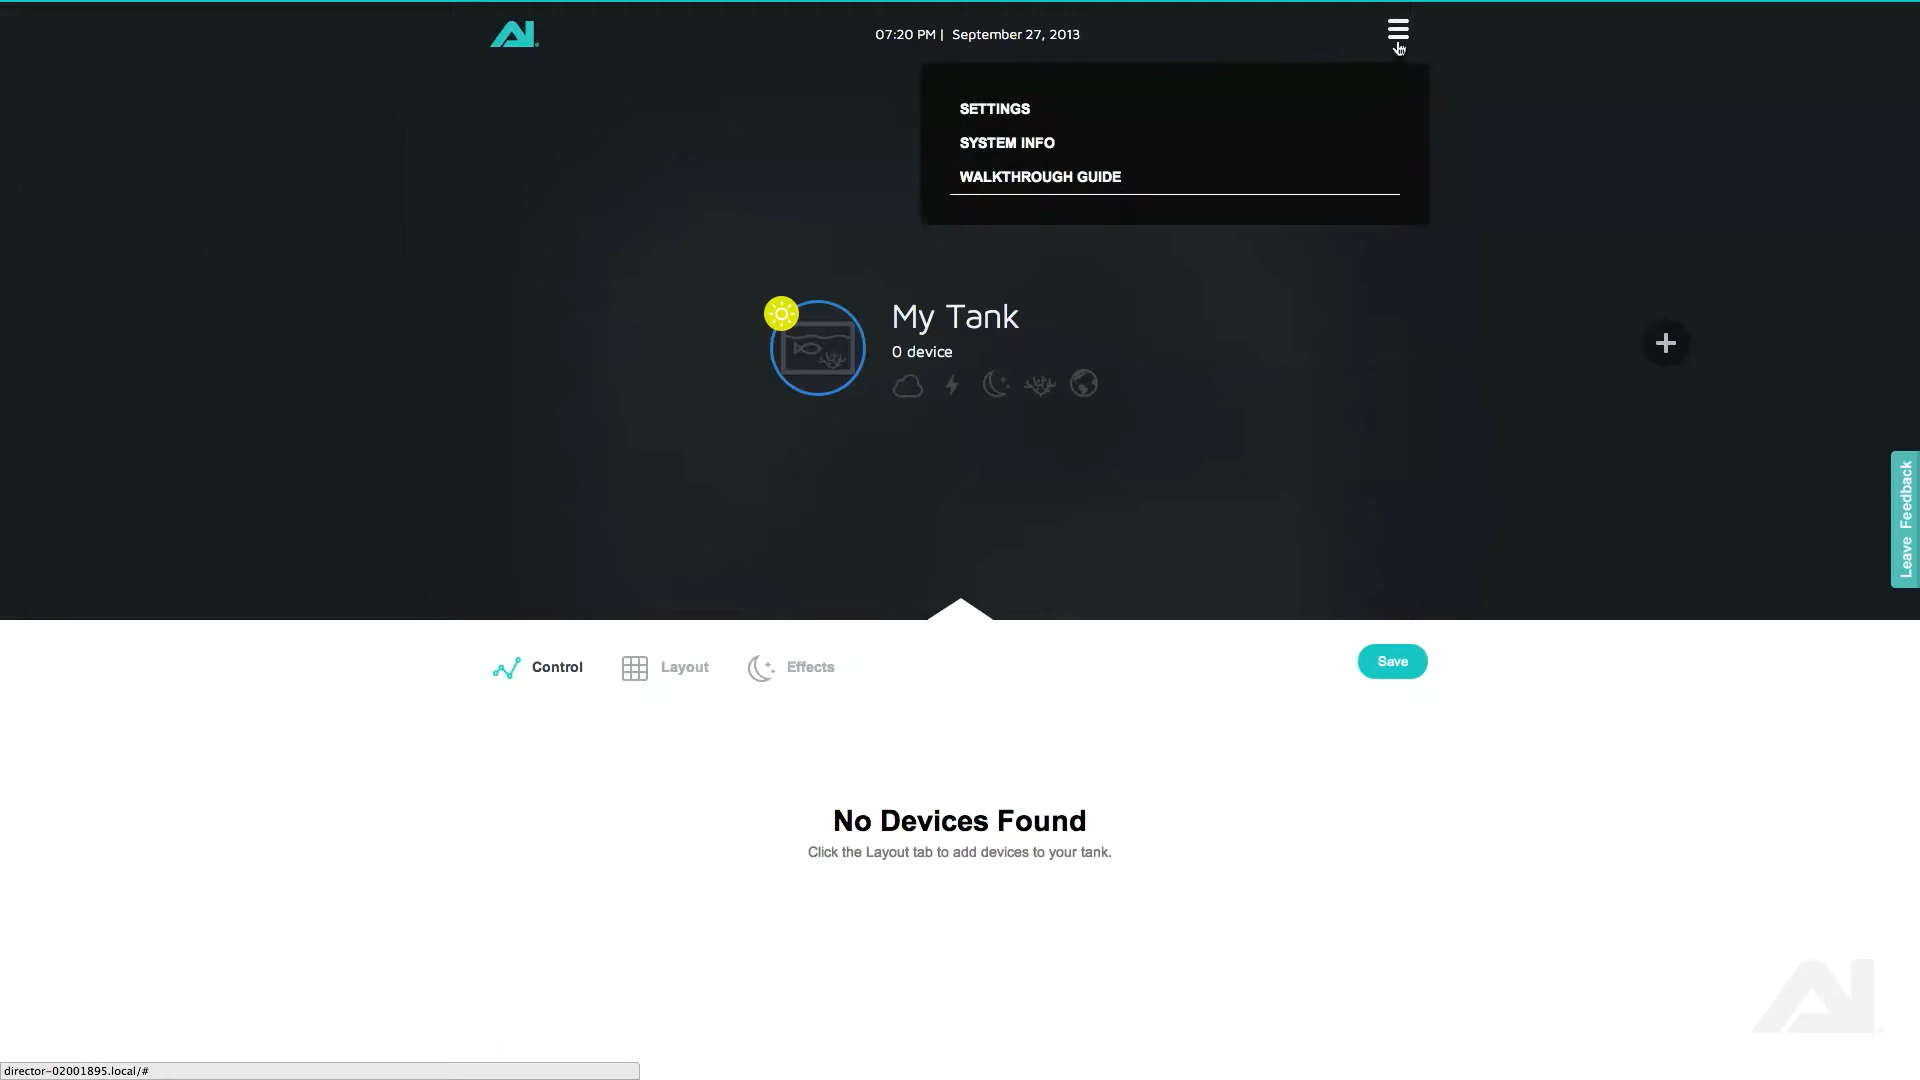 AI
07:20 PM | September 27, 2013
SETTINGS
SYSTEM INFO
WALKTHROUGH GUIDE
My Tank
0 device
Leave Feedback
Control
Layout
Effects
Save
No Devices Found
Click the Layout tab to add devices to your tank.
AI
director-02001895.local/#